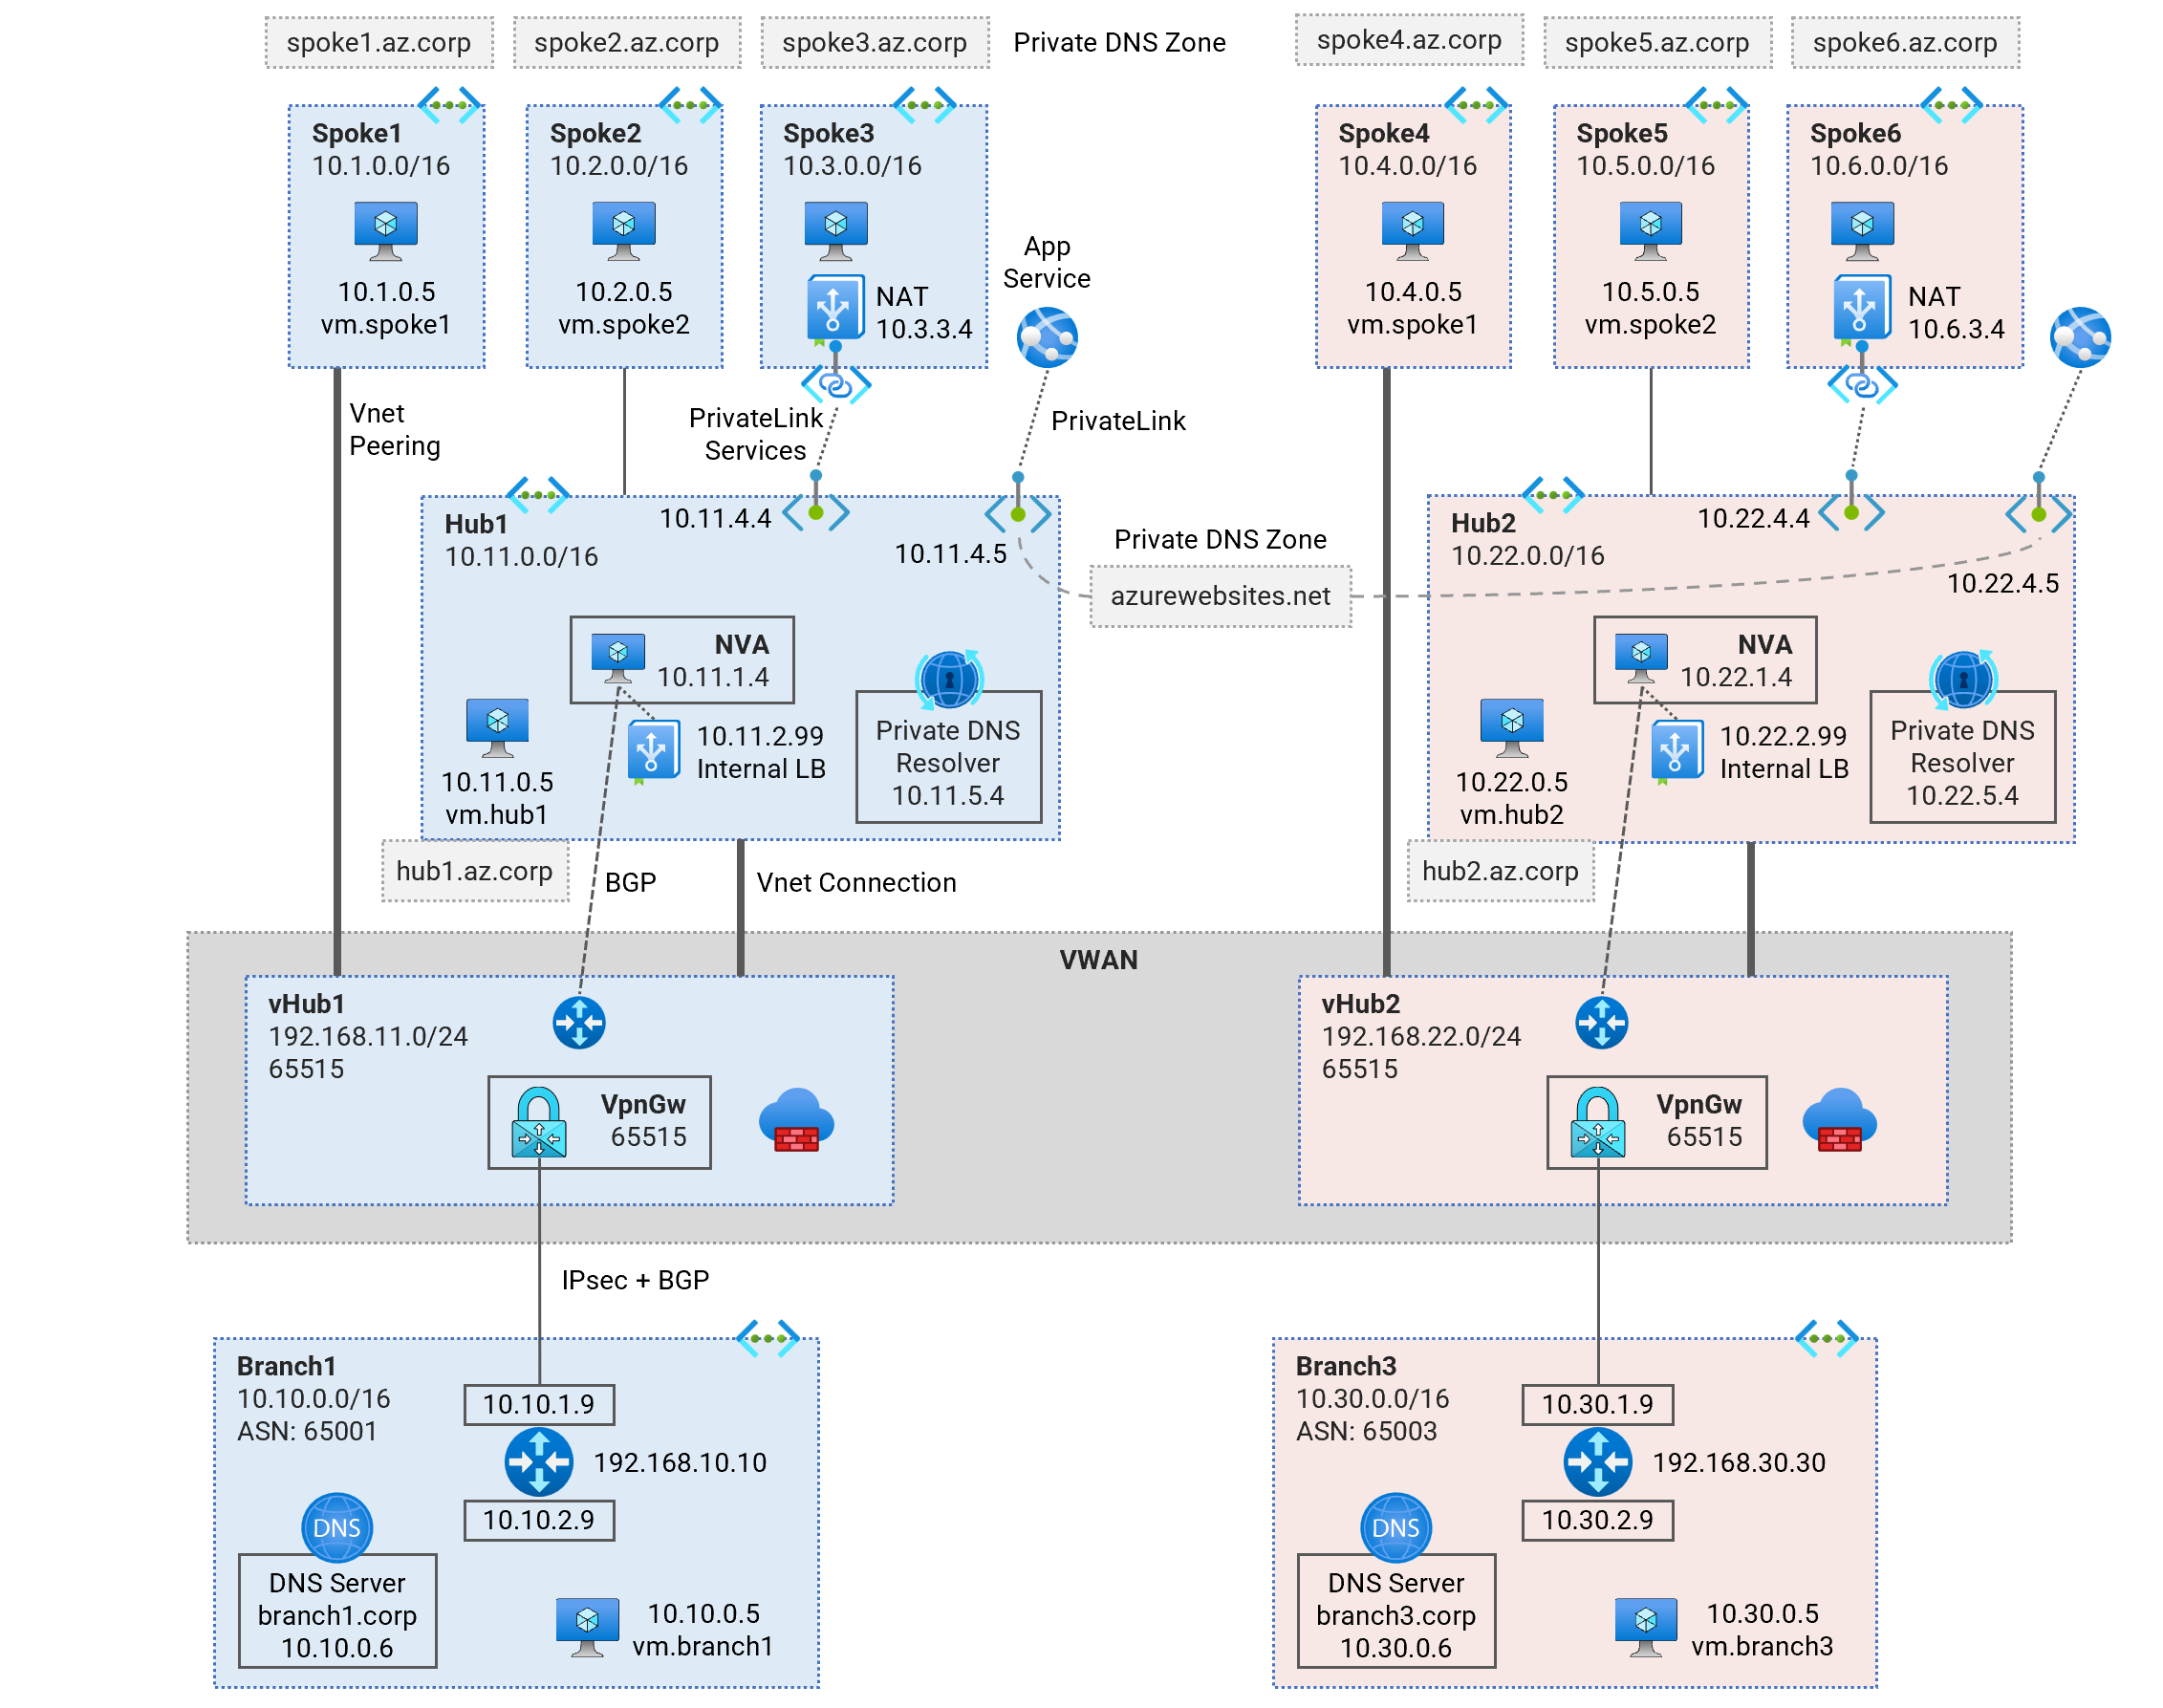 spoke1.az.corp
spoke2.az.corp
spoke3.az.corp
Private DNS Zone
spoke4.az.corp
spoke5.az.corp
spoke6.az.corp
Spoke1
10.1.0.0/16
10.1.0.5
vm.spoke1
Spoke2
10.2.0.0/16
10.2.0.5
vm.spoke2
Spoke3
10.3.0.0/16
NAT
10.3.3.4
App
Service
Spoke4
10.4.0.0/16
10.4.0.5
vm.spoke1
Spoke5
10.5.0.0/16
10.5.0.5
vm.spoke2
Spoke6
10.6.0.0/16
NAT
10.6.3.4
Vnet
Peering
PrivateLink
Services
PrivateLink
Hub1
10.11.0.0/16
10.11.4.4
10.11.4.5
NVA
10.11.1.4
10.11.2.99
Internal LB
10.11.0.5
vm.hub1
Private DNS
Resolver
10.11.5.4
Private DNS Zone
azurewebsites.net
Hub2
10.22.0.0/16
10.22.4.4
10.22.4.5
NVA
10.22.1.4
10.22.2.99
Internal LB
10.22.0.5
vm.hub2
Private DNS
Resolver
10.22.5.4
hub1.az.corp
BGP
Vnet Connection
hub2.az.corp
VWAN
vHub1
192.168.11.0/24
65515
VpnGw
65515
vHub2
192.168.22.0/24
65515
VpnGw
65515
IPsec + BGP
Branch1
10.10.0.0/16
ASN: 65001
10.10.1.9
192.168.10.10
10.10.2.9
DNS
DNS Server
branch1.corp
10.10.0.6
10.10.0.5
vm.branch1
Branch3
10.30.0.0/16
ASN: 65003
10.30.1.9
192.168.30.30
10.30.2.9
DNS
DNS Server
branch3.corp
10.30.0.6
10.30.0.5
vm.branch3